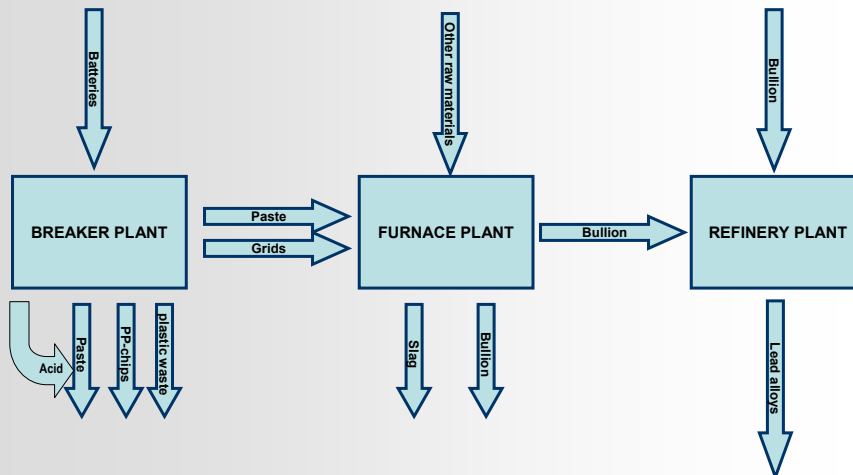 Batteries
Other raw materials
Bullion
BREAKER PLANT
Paste
Grids
FURNACE PLANT
Bullion
REFINERY PLANT
Acid
Paste
PP-chips
plastic waste
Slag
Bullion
Lead alloys